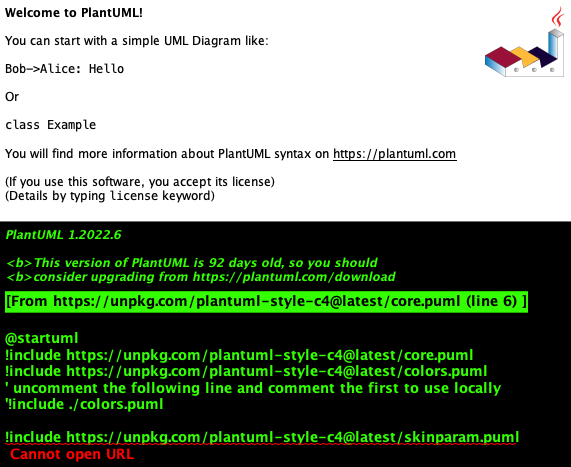 Welcome to PlantUML!
You can start with a simple UML Diagram like:
Bob->Alice: Hello
Or
class Example
You will find more information about PlantUML syntax on https://plantuml.com
(If you use this software, you accept its license)
(Details by typing license keyword)
PlantUML 1.2022.6
<b>This version of PlantUML is 92 days old, so you should
<b>consider upgrading from https://plantuml.com/download
[From https://unpkg.com/plantuml-style-c4@latest/core.puml (line 6) ]
@startuml
!include https://unpkg.com/plantuml-style-c4@latest/core.puml
!include https://unpkg.com/plantuml-style-c4@latest/colors.puml
' uncomment the following line and comment the first to use locally
'!include ./colors.puml
!include https://unpkg.com/plantuml-style-c4@latest/skinparam.puml
Cannot open URL